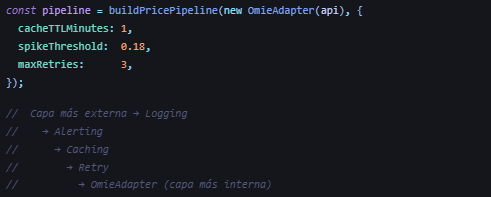 const pipeline = buildPricePipeline(new OmieAdapter(api), {
  cacheTTLMinutes: 1,
  spikeThreshold:  0.18,
  maxRetries:      3,
});
//  Capa más externa → Logging
//    → Alerting
//      → Caching
//        → Retry
//          → OmieAdapter (capa más interna)